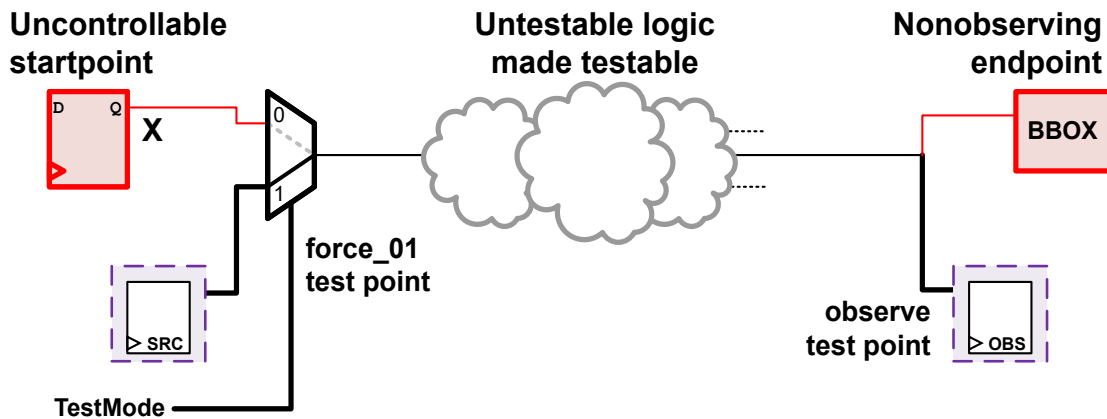 Uncontrollable
startpoint
Untestable logic
made testable
Nonobserving
endpoint
D Q
X
0
1
BBOX
force_01
test point
SRC
observe
test point
OBS
TestMode